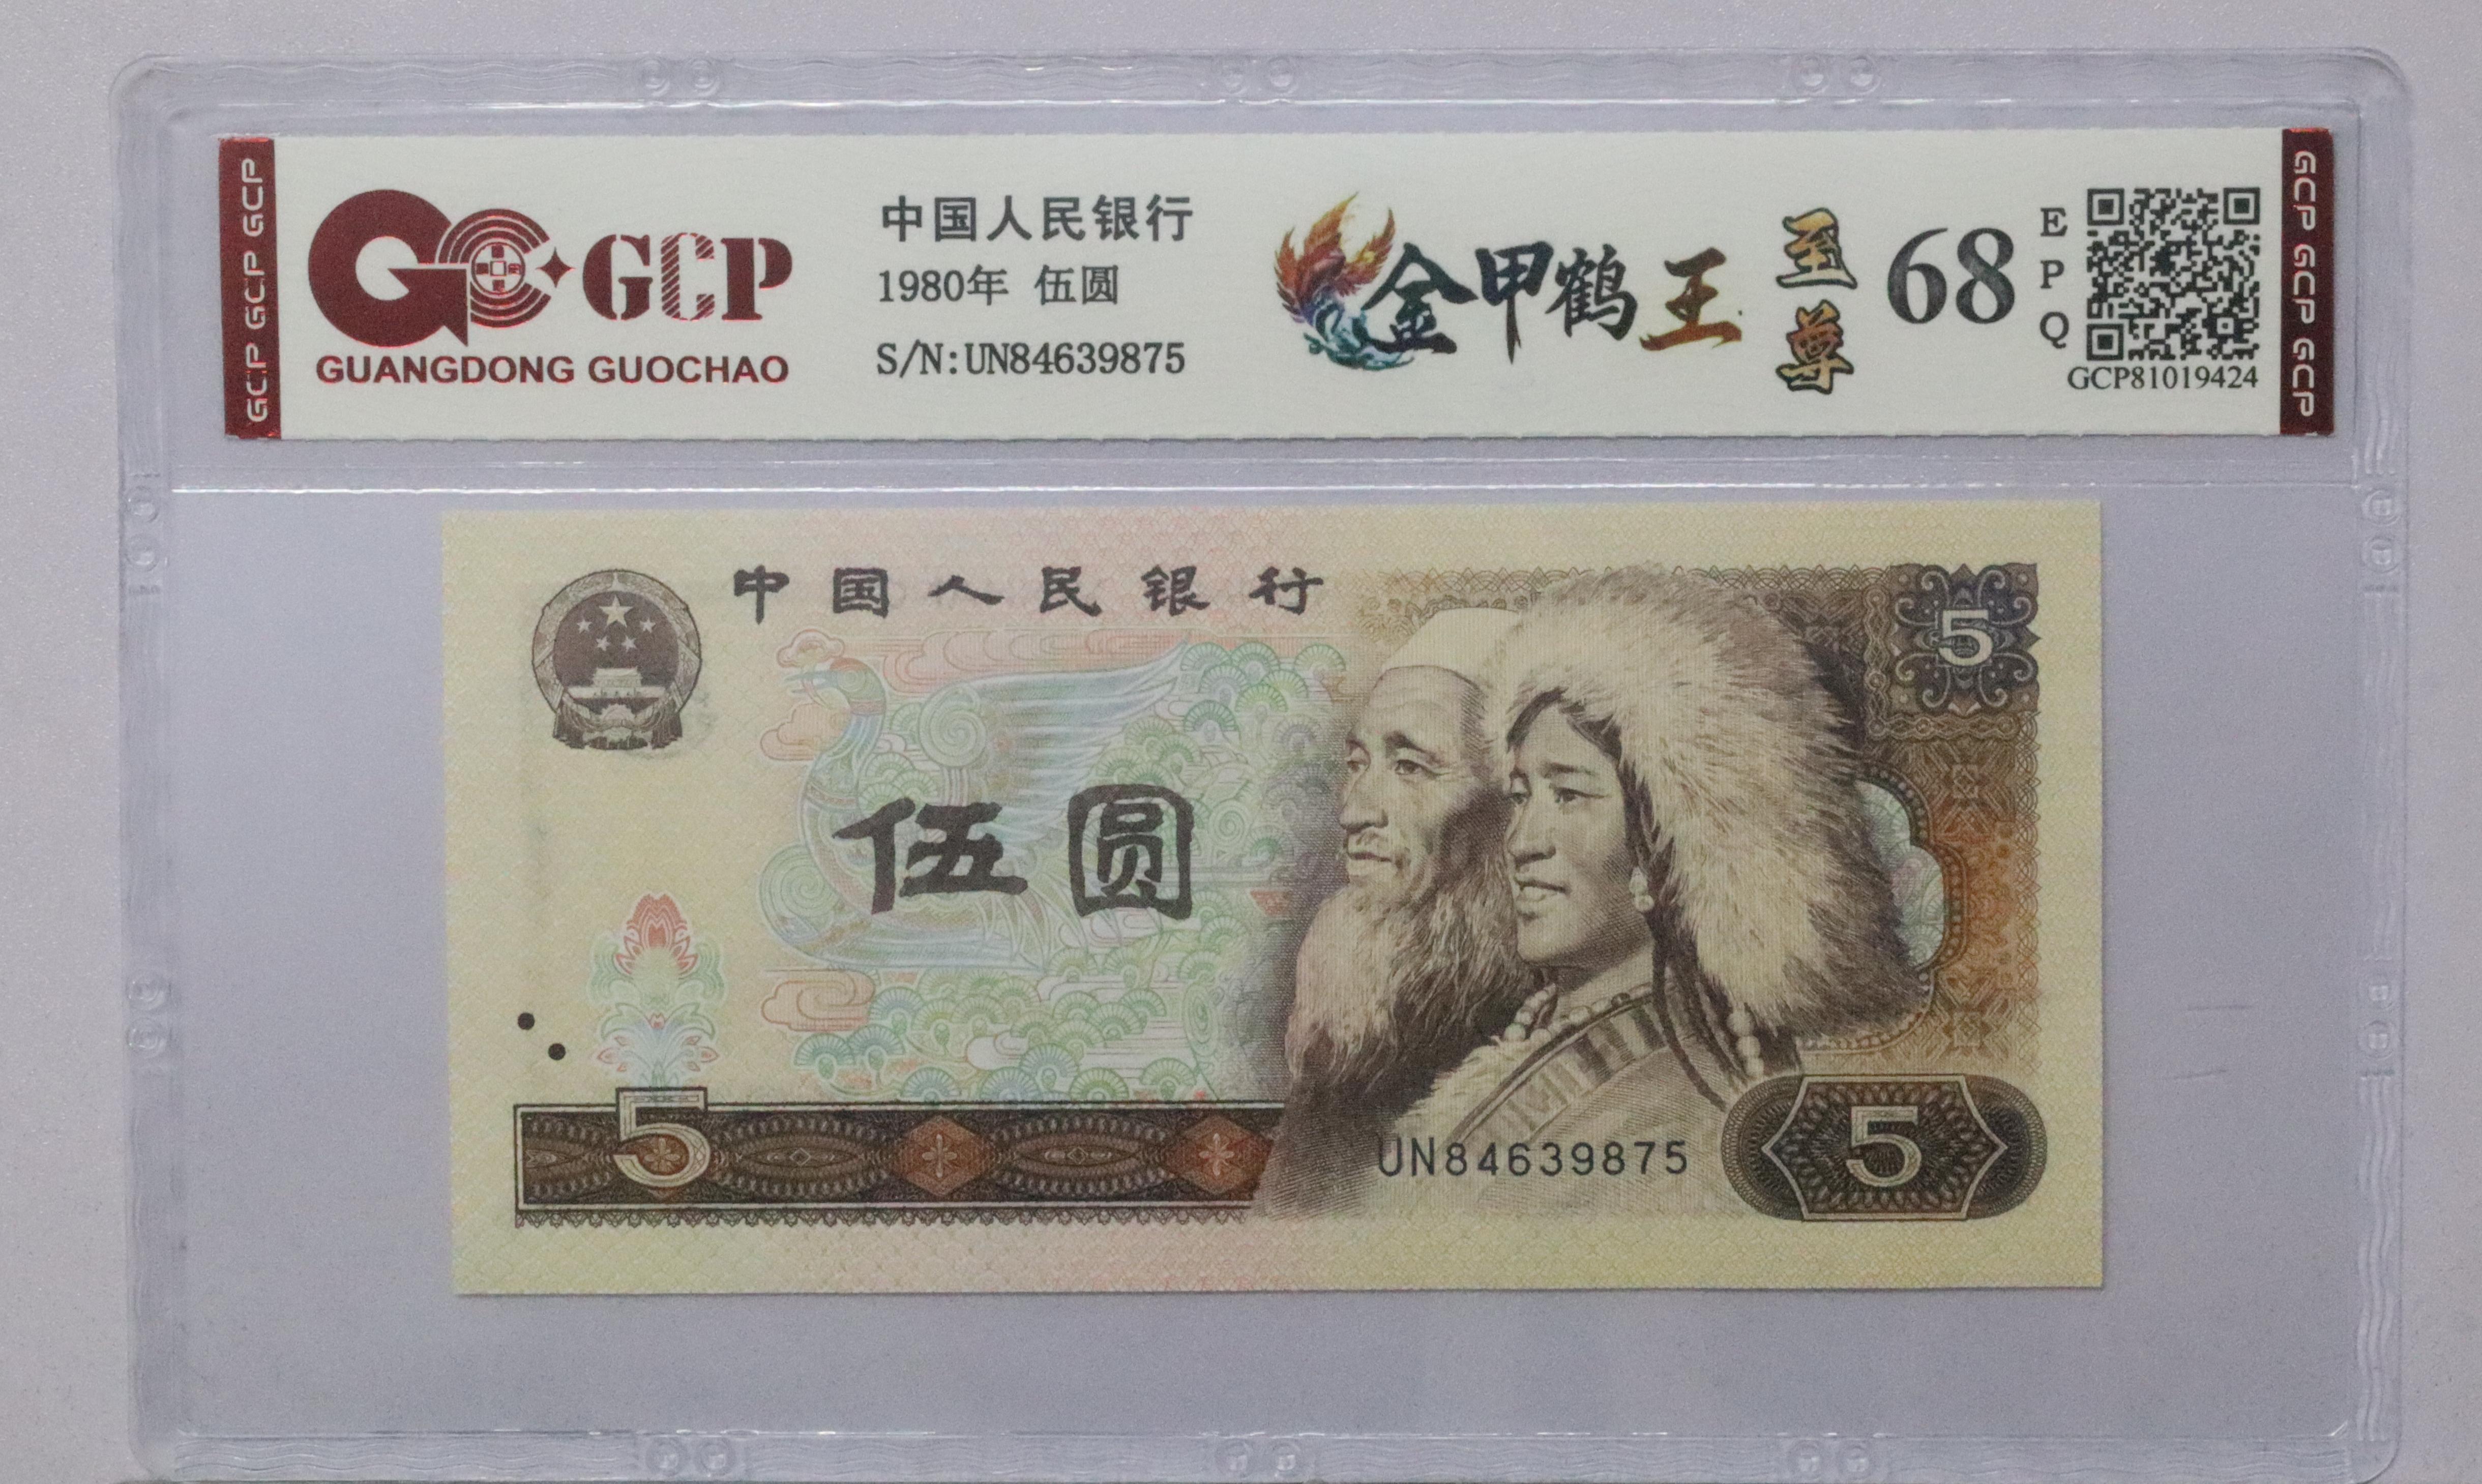 GCP GCP GCP
GCP
GUANGDONG GUOCHAO
中国人民银行
1980年 伍圆
S/N:UN84639875
金甲鹤王
至尊
68
EPQ
GCP81019424
GCP GCP GCP
中国人民银行
5
伍圆
5
UN84639875
5